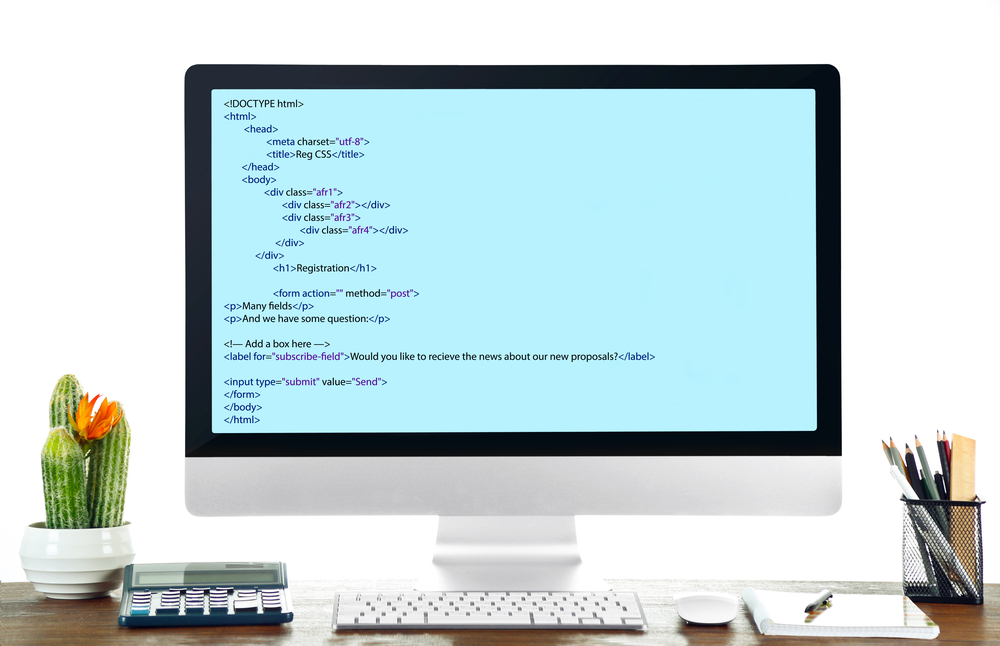 <!DOCTYPE html>
<html>
<head>
<meta charset="utf-8">
<title>Reg CSS</title>
</head>
<body>
<div class="afr1">
<div class="afr2"></div>
<div class="afr3">
<div class="afr4"></div>
</div>
</div>
<h1>Registration</h1>
<form action="" method="post">
<p>Many fields</p>
<p>And we have some question:</p>
<!— Add a box here —>
<label for="subscribe-field">Would you like to recieve the news about our new proposals?</label>
<input type="submit" value="Send">
</form>
</body>
</html>